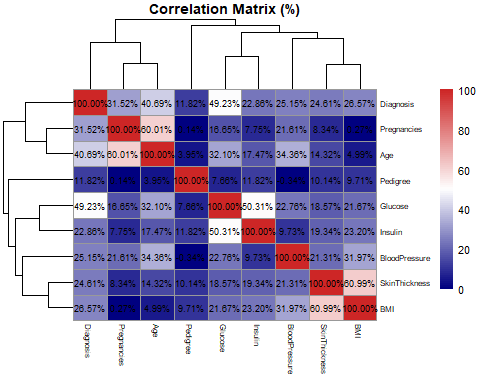 Correlation Matrix (%)
100.00% 31.52% 40.69% 11.82% 49.23% 22.86% 25.15% 24.61% 26.57% Diagnosis
31.52% 100.00% 60.01% 16.65% 7.75% 21.61% 8.34% Pregnancies
40.69% 60.01% 100.00% 3.95% 32.10% 17.47% 34.36% 14.32% 4.99% Age
11.82% 3.95% 100.00% 7.66% 11.82% 10.14% 9.71% Pedigree
49.23% 16.65% 32.10% 7.66% 100.00% 50.31% 22.76% 18.57% 21.67% Glucose
22.86% 7.75% 17.47% 11.82% 50.31% 100.00% 9.73% 19.34% 23.20% Insulin
25.15% 21.61% 34.36% 22.76% 9.73% 100.00% 21.31% 31.97% BloodPressure
24.61% 8.34% 14.32% 10.14% 18.57% 19.34% 21.31% 100.00% 60.99% SkinThickness
26.57% 4.99% 9.71% 21.67% 23.20% 31.97% 60.99% 100.00% BMI
Diagnosis
Pregnancies
Age
Pedigree
Glucose
Insulin
BloodPressure
SkinThickness
BMI
100
80
60
40
20
0